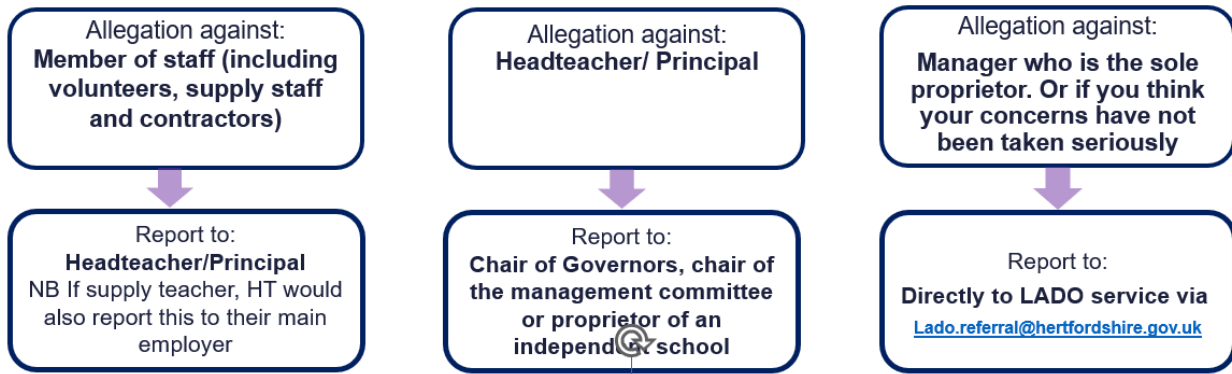 Allegation against:
Member of staff (including
volunteers, supply staff
and contractors)
Report to:
Headteacher/Principal
NB If supply teacher, HT would
also report this to their main
employer
Allegation against:
Headteacher/ Principal
Report to:
Chair of Governors, chair of
the management committee
or proprietor of an
independent school
Allegation against:
Manager who is the sole
proprietor. Or if you think
your concerns have not
been taken seriously
Report to:
Directly to LADO service via
Lado.referral@hertfordshire.gov.uk